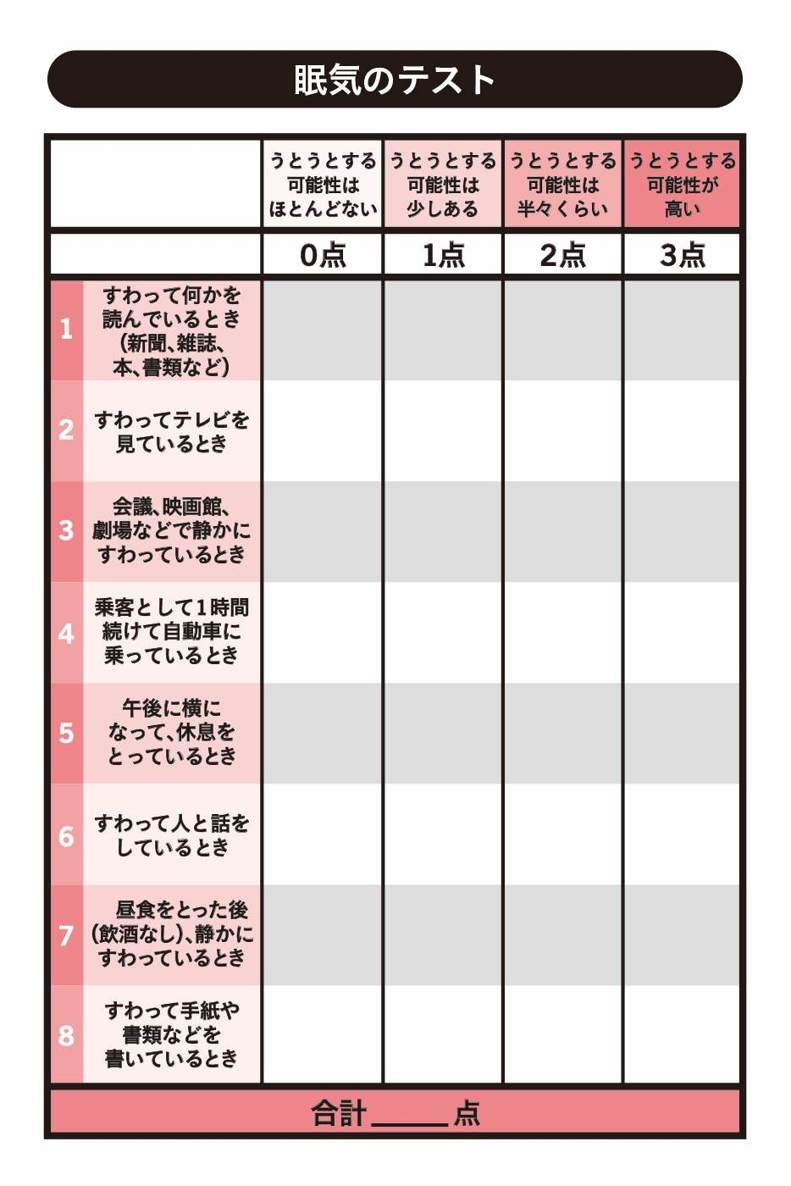 眠気のテスト
うとうとする
可能性は
ほとんどない
うとうとする
可能性は
少しある
うとうとする
可能性は
半々くらい
うとうとする
可能性が
高い
0点 1点 2点 3点
1
すわって何かを
読んでいるとき
(新聞、雑誌、
本、書類など)
2
すわってテレビを
見ているとき
3
会議、映画館、
劇場などで静かに
すわっているとき
4
乗客として1時間
続けて自動車に
乗っているとき
5
午後に横に
なって、休息を
とっているとき
6
すわって人と話を
しているとき
7
昼食をとった後
(飲酒なし)、静かに
すわっているとき
8
すわって手紙や
書類などを
書いているとき
合計_____点